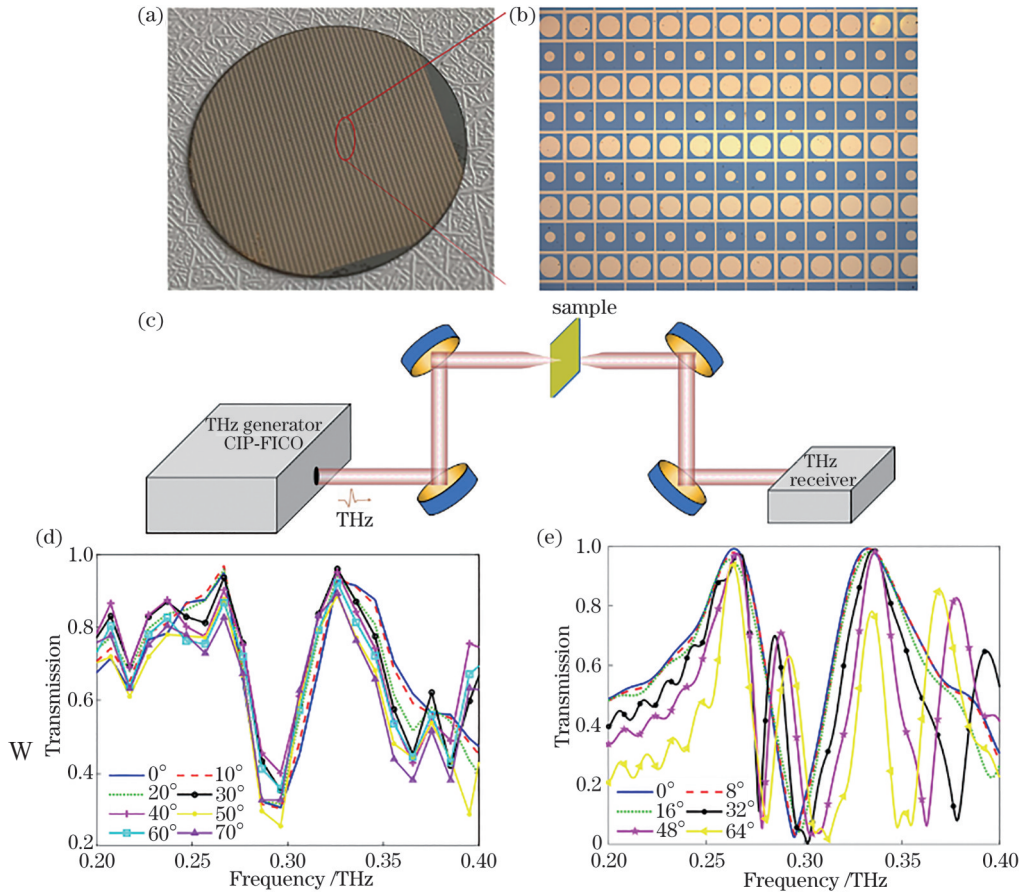 (a)
(b)
(c)
sample
THz generator
CIP-FICO
THz
THz
receiver
(d)
(e)
1.0
0.8
0.6
0.4
0.2
Transmission
W
0°
10°
20°
30°
40°
50°
60°
70°
0.20
0.25
0.30
0.35
0.40
Frequency /THz
1.0
0.8
0.6
0.4
0.2
0
Transmission
0°
8°
16°
32°
48°
64°
0.20
0.25
0.30
0.35
0.40
Frequency /THz